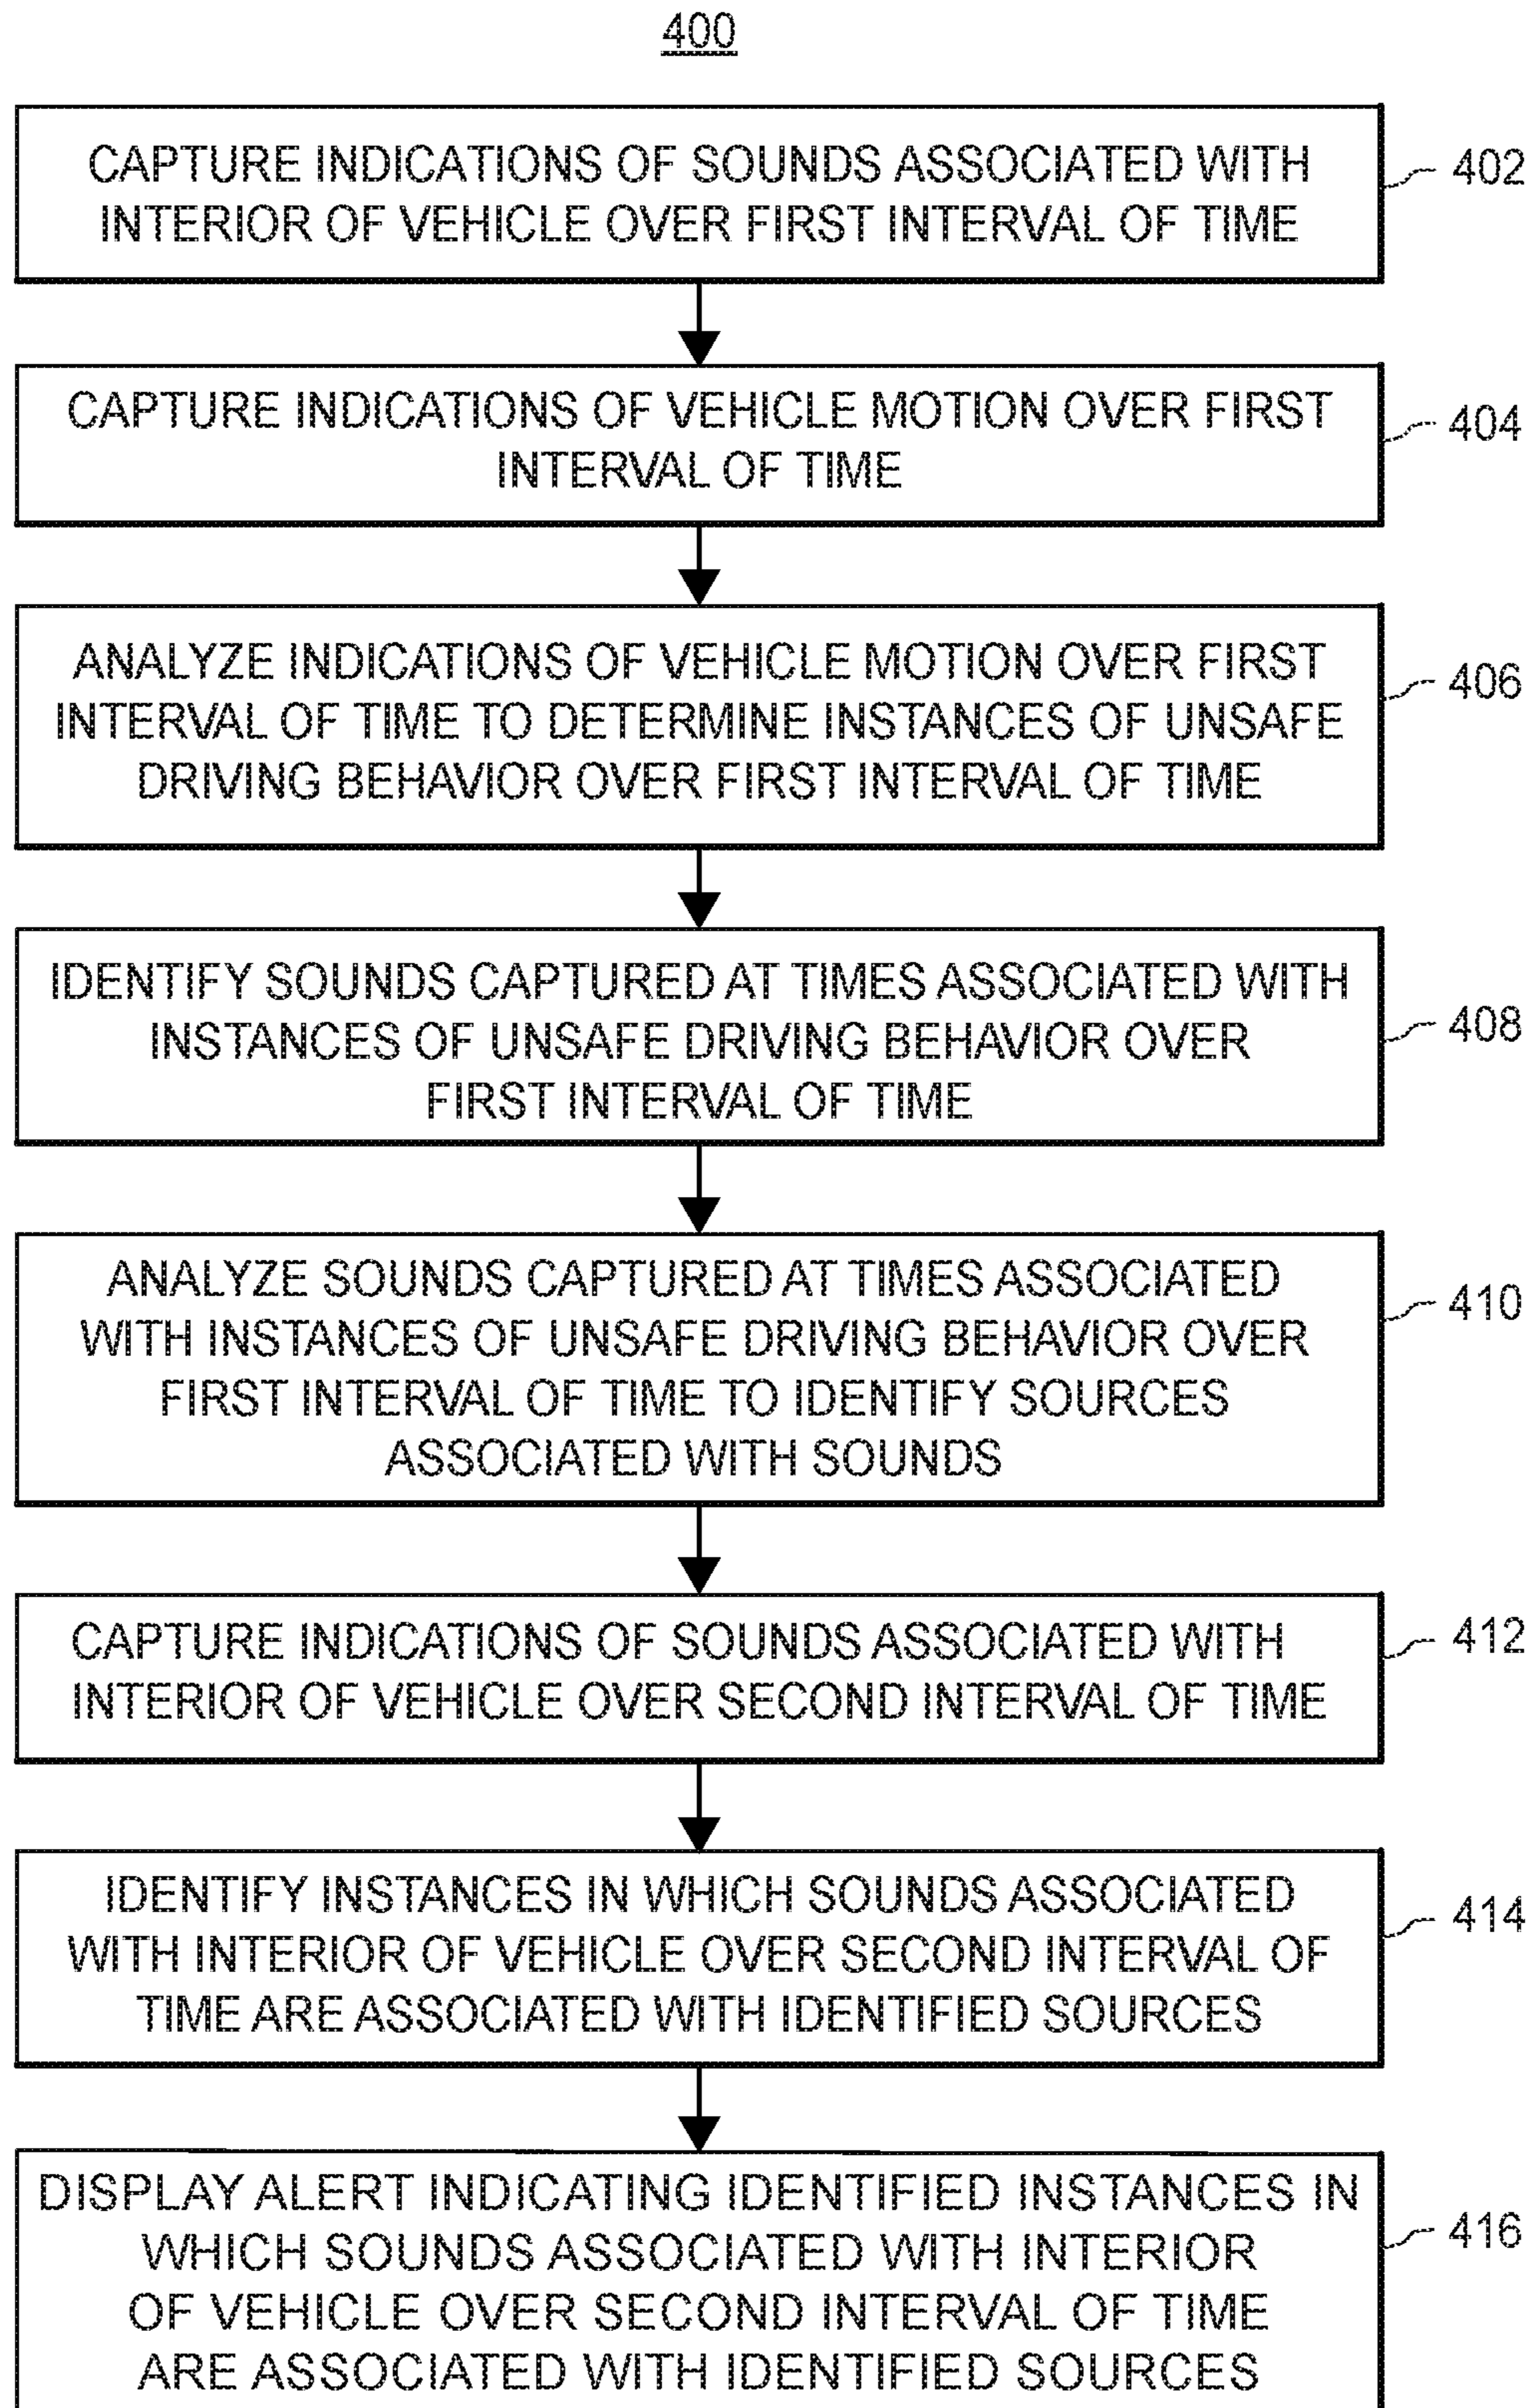 400
CAPTURE INDICATIONS OF SOUNDS ASSOCIATED WITH
INTERIOR OF VEHICLE OVER FIRST INTERVAL OF TIME
402
CAPTURE INDICATIONS OF VEHICLE MOTION OVER FIRST
INTERVAL OF TIME
404
ANALYZE INDICATIONS OF VEHICLE MOTION OVER FIRST
INTERVAL OF TIME TO DETERMINE INSTANCES OF UNSAFE
DRIVING BEHAVIOR OVER FIRST INTERVAL OF TIME
406
IDENTIFY SOUNDS CAPTURED AT TIMES ASSOCIATED WITH
INSTANCES OF UNSAFE DRIVING BEHAVIOR OVER
FIRST INTERVAL OF TIME
408
ANALYZE SOUNDS CAPTURED AT TIMES ASSOCIATED
WITH INSTANCES OF UNSAFE DRIVING BEHAVIOR OVER
FIRST INTERVAL OF TIME TO IDENTIFY SOURCES
ASSOCIATED WITH SOUNDS
410
CAPTURE INDICATIONS OF SOUNDS ASSOCIATED WITH
INTERIOR OF VEHICLE OVER SECOND INTERVAL OF TIME
412
IDENTIFY INSTANCES IN WHICH SOUNDS ASSOCIATED
WITH INTERIOR OF VEHICLE OVER SECOND INTERVAL OF
TIME ARE ASSOCIATED WITH IDENTIFIED SOURCES
414
DISPLAY ALERT INDICATING IDENTIFIED INSTANCES IN
WHICH SOUNDS ASSOCIATED WITH INTERIOR
OF VEHICLE OVER SECOND INTERVAL OF TIME
ARE ASSOCIATED WITH IDENTIFIED SOURCES
416